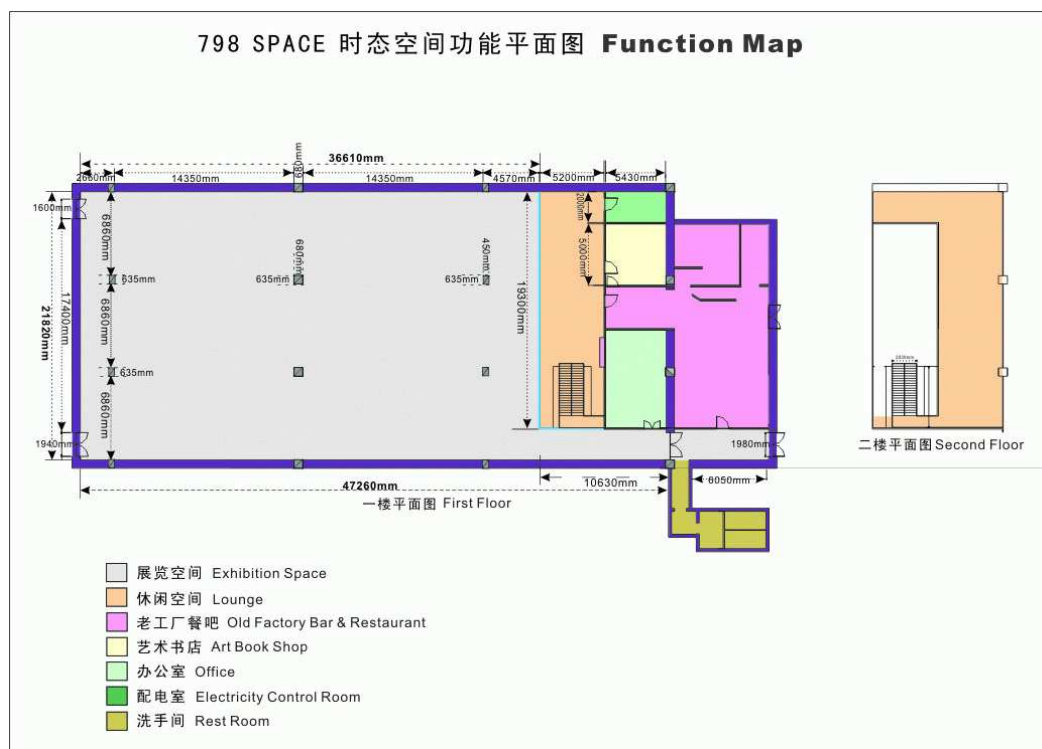 798 SPACE 时态空间功能平面图 Function Map
36610mm
680mm
2660mm
14350mm
14350mm
4570mm
5200mm
5430mm
1600mm
6860mm
680mm
450mm
2000mm
5000mm
635mm
635mm
635mm
17400mm
21820mm
6860mm
19300mm
635mm
6860mm
1940mm
1980mm
二楼平面图 Second Floor
47260mm
10630mm
6050mm
一楼平面图 First Floor
展览空间 Exhibition Space
休闲空间 Lounge
老工厂餐吧 Old Factory Bar & Restaurant
艺术书店 Art Book Shop
办公室 Office
配电室 Electricity Control Room
洗手间 Rest Room